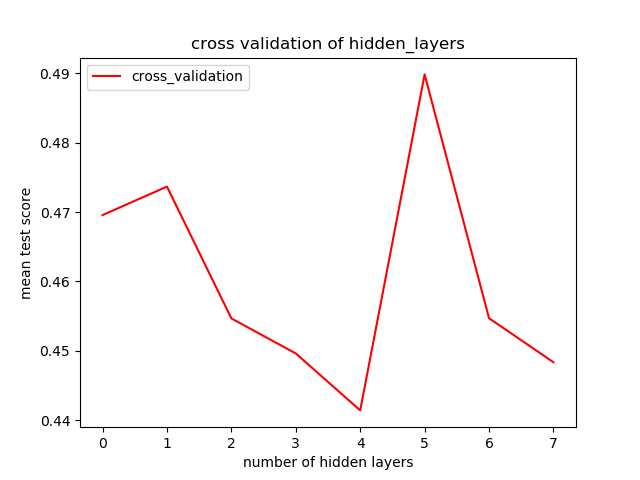 cross validation of hidden_layers
cross_validation
0.49
0.48
0.47
0.46
0.45
0.44
mean test score
0 1 2 3 4 5 6 7
number of hidden layers